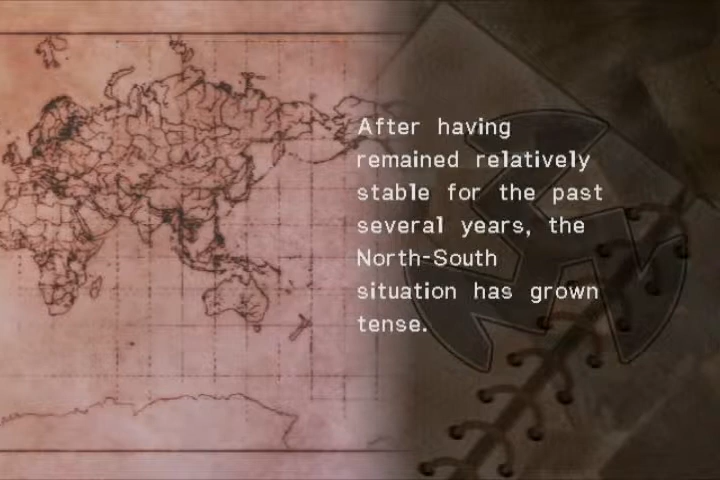 After having
remained relatively
stable for the past
several years, the
North-South
situation has grown
tense.